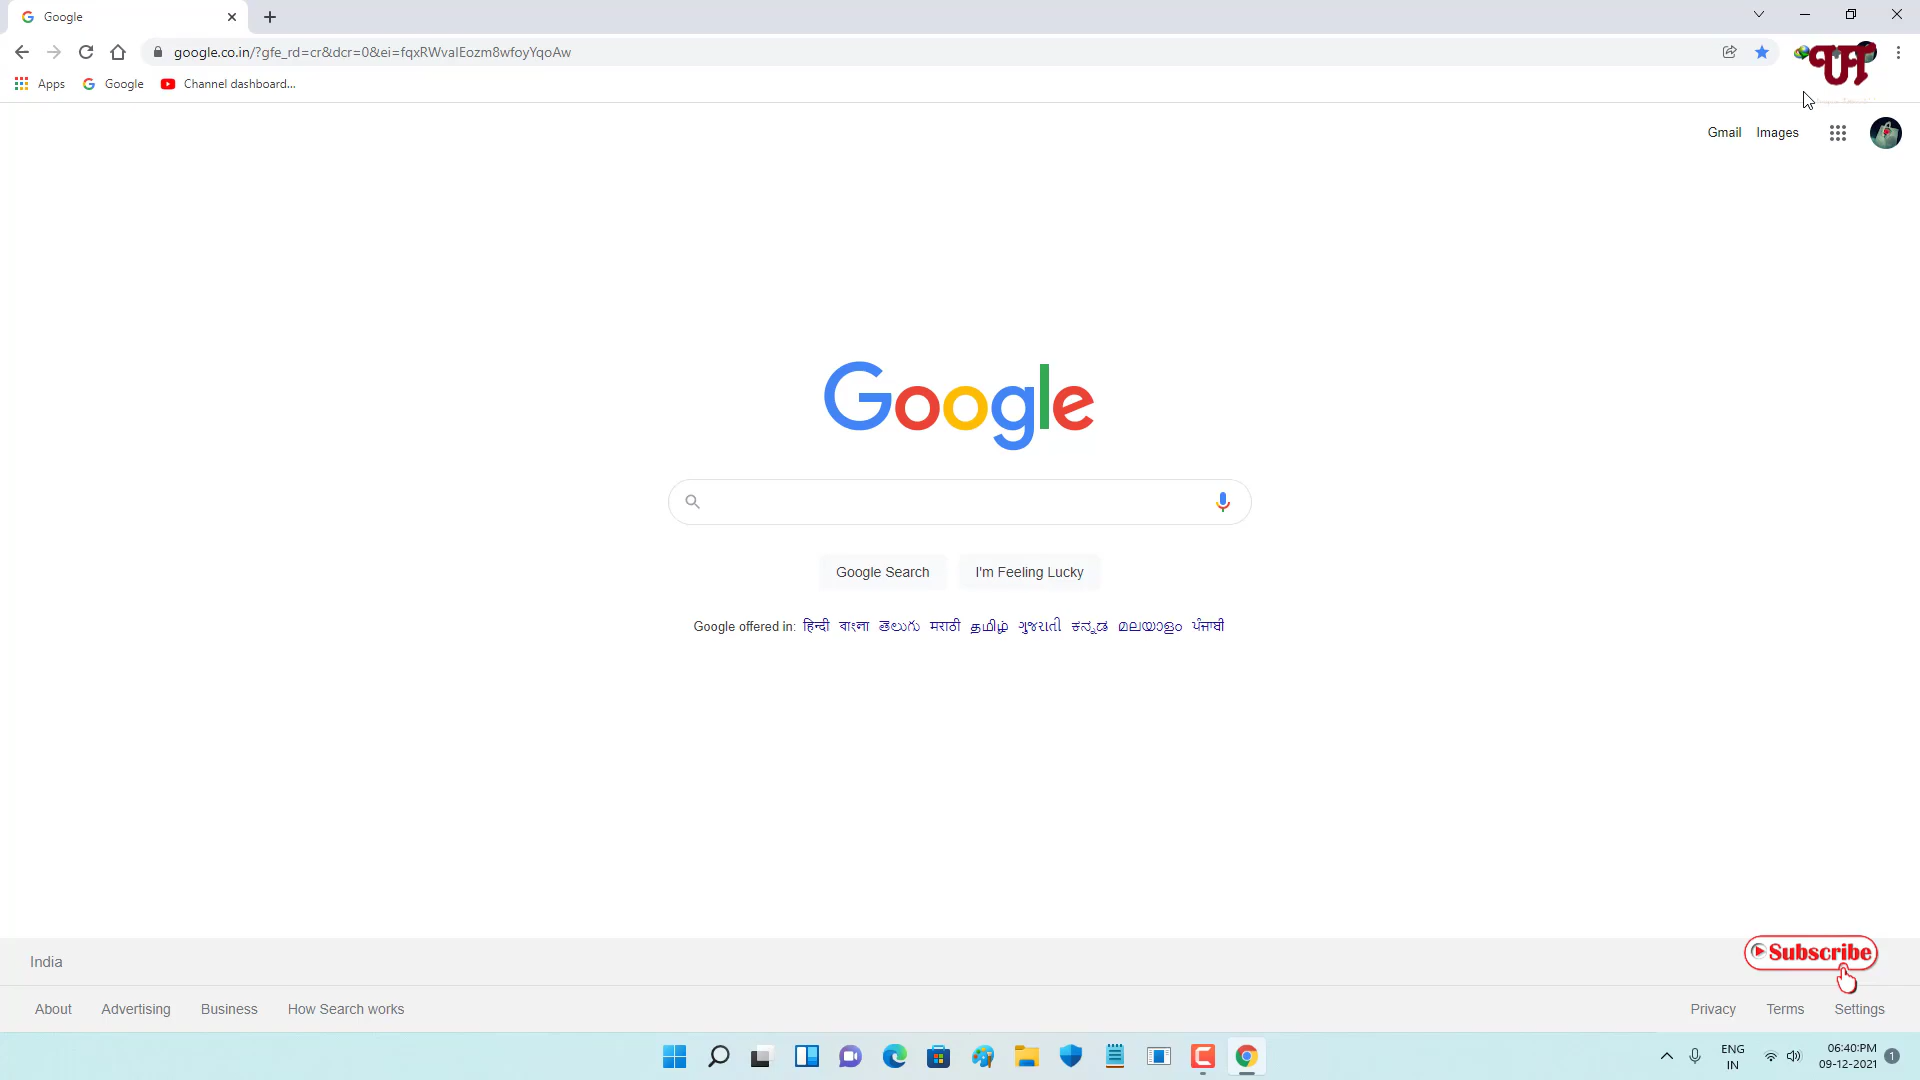 Google
google.co.in/?gfe_rd=cr&dcr=0&ei=fqxRWvalEozm8wfoyYqoAw
Apps Google Channel dashboard...
Gmail Images
Google
Google Search I'm Feeling Lucky
Google offered in: हिन्दी বাংলা తెలుగు मराठी தமிழ் ગુજરાતી ಕನ್ನಡ മലയാളം ਪੰਜਾਬੀ
India
Subscribe
About Advertising Business How Search works Privacy Terms Settings
ENG 06:40:PM
IN 09-12-2021 1